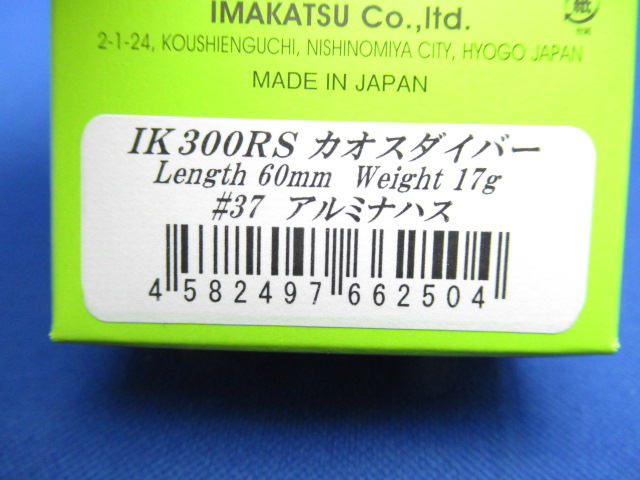 IMAKATSU Co.,ltd.
2-1-24, KOUSHIENGUCHI, NISHINOMIYA CITY, HYOGO JAPAN
MADE IN JAPAN
紙
IK300RS カオスダイバー
Length 60mm Weight 17g
#37 アルミナハス
4 582497 662504